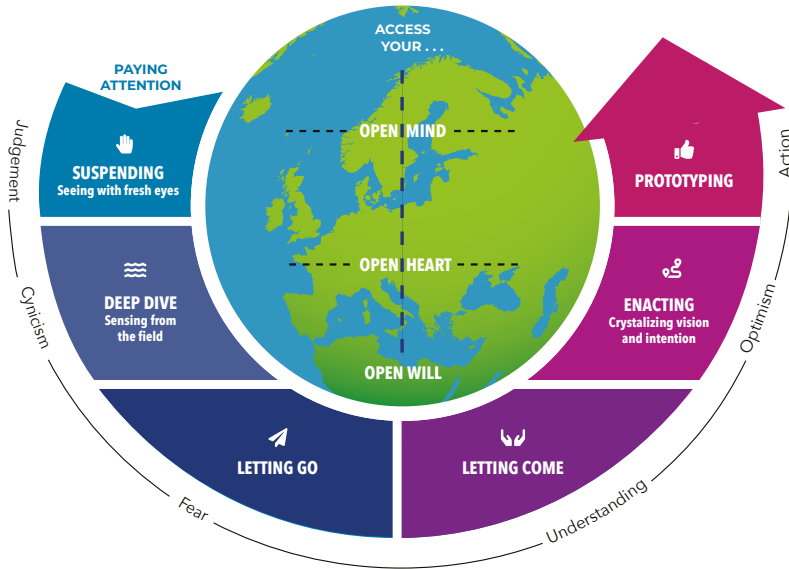 ACCESS
YOUR . . .
PAYING
ATTENTION
OPEN MIND
OPEN HEART
OPEN WILL
SUSPENDING
Seeing with fresh eyes
DEEP DIVE
Sensing from
the field
LETTING GO
LETTING COME
ENACTING
Crystalizing vision
and intention
PROTOTYPING
Judgement
Cynicism
Fear
Understanding
Optimism
Action